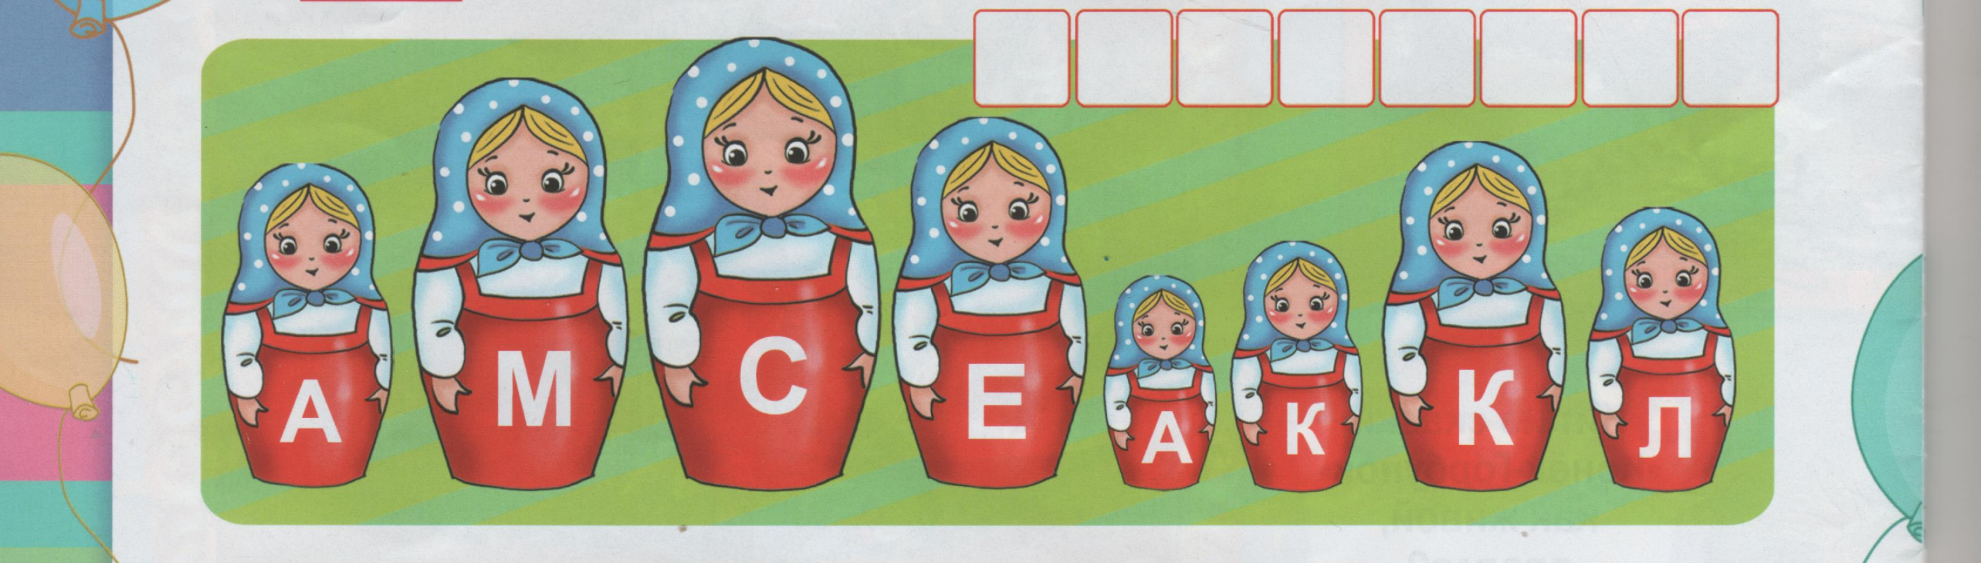 А М С Е А К К Л